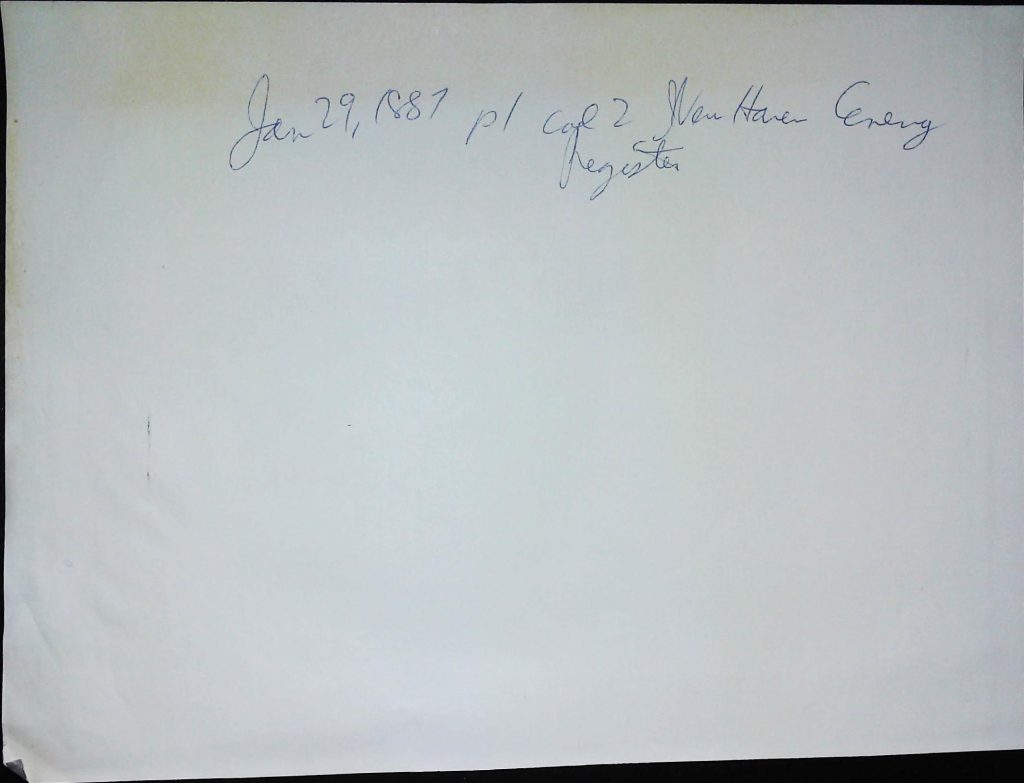 Jan 29, 1887 p1 col 2 New Haven Evening
Register